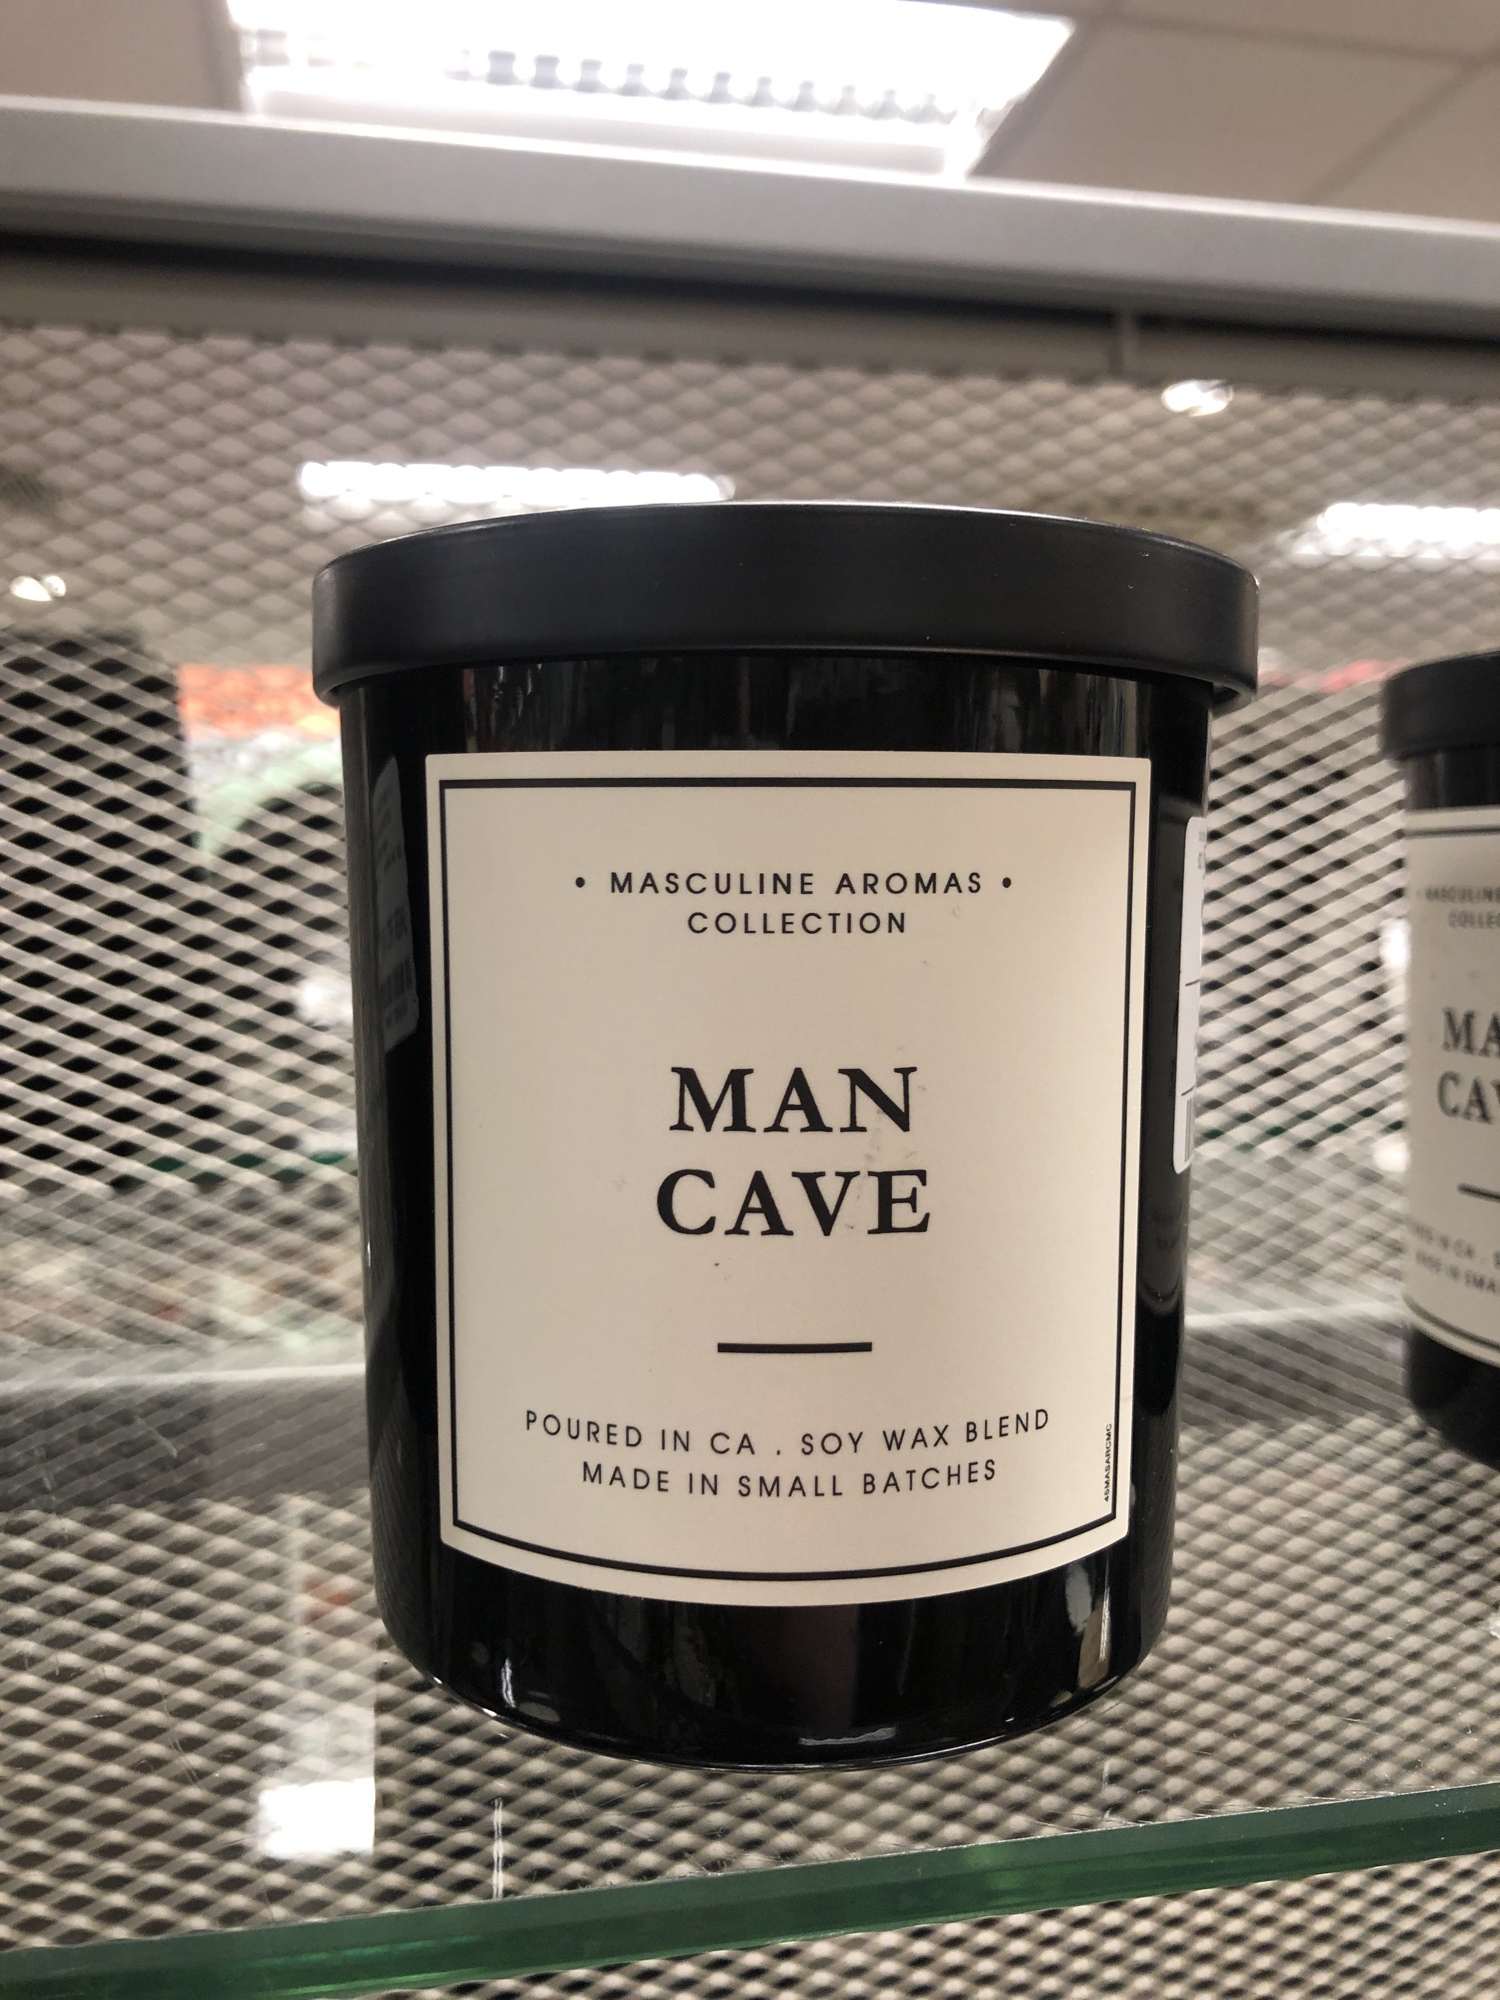 • MASCULINE AROMAS •
COLLECTION
MAN
CAVE
POURED IN CA . SOY WAX BLEND
MADE IN SMALL BATCHES